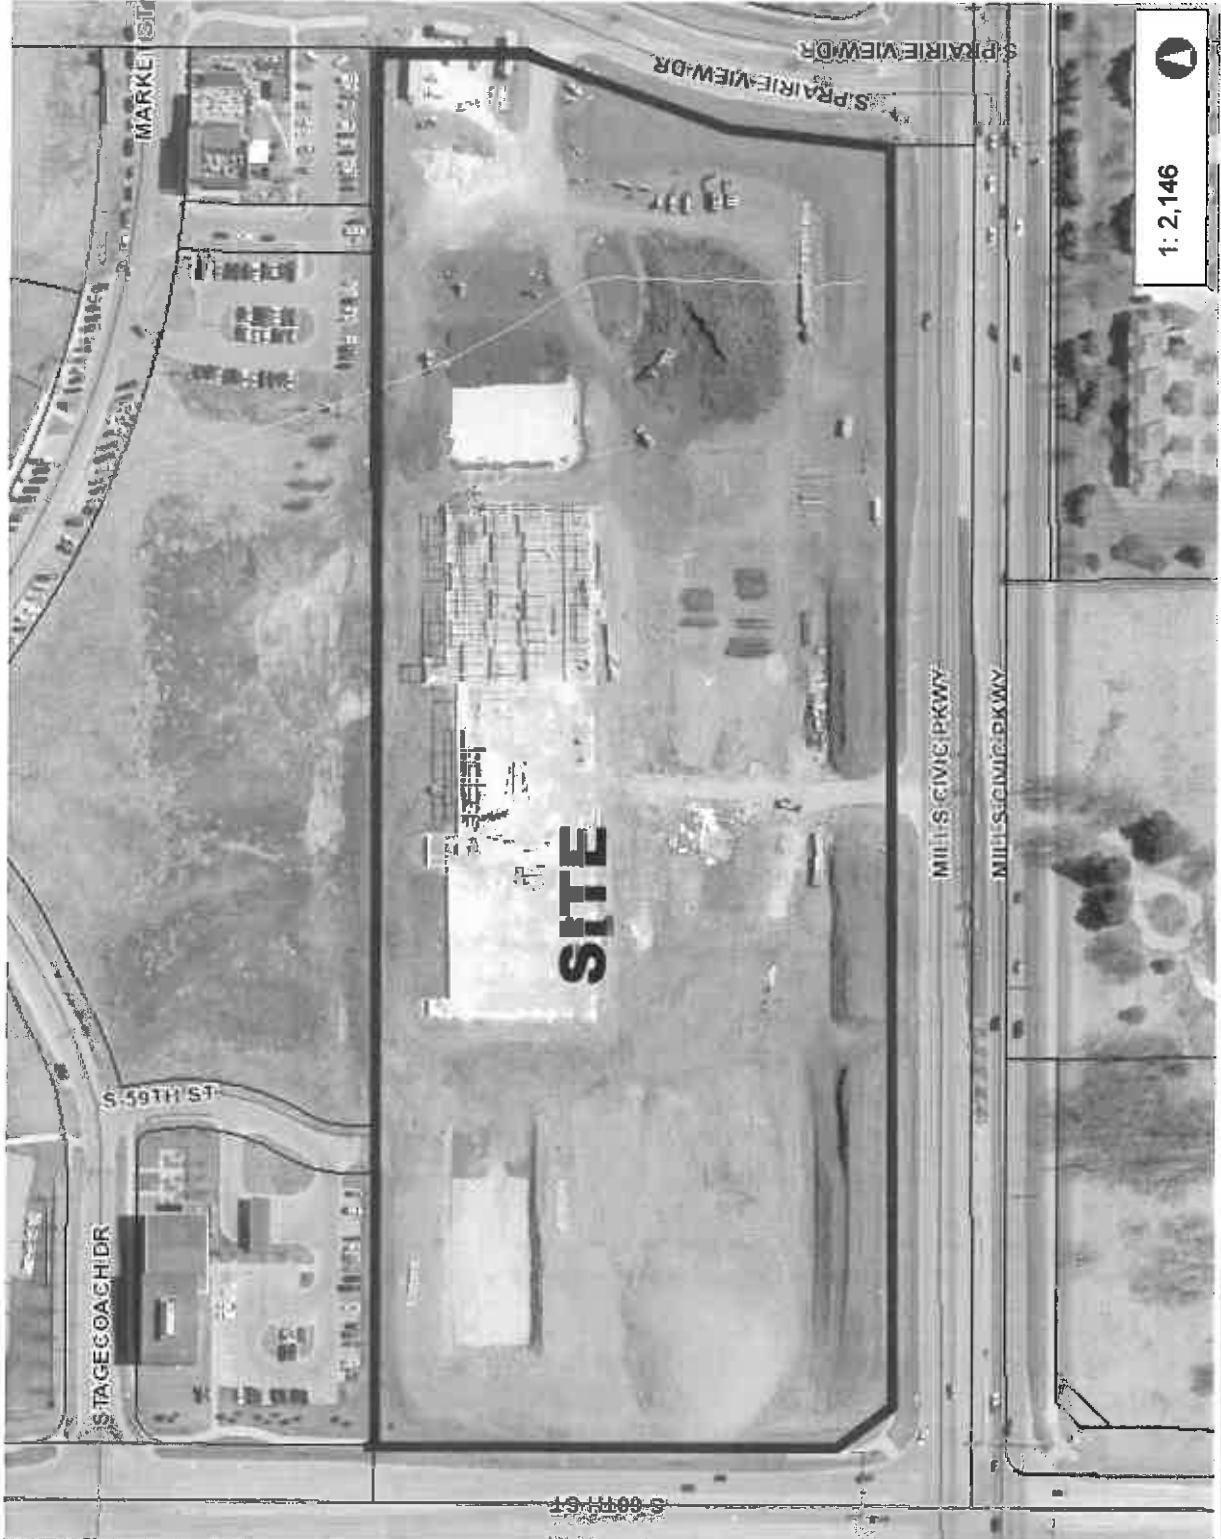 MARKET ST
S PRAIRIE VIEW DR
S PRAIRIE VIEW DR
1: 2,146
SITE
MILLS CIVIC PKWY
MILLS CIVIC PKWY
S 59TH ST
STAGECOACH DR
S 60TH ST